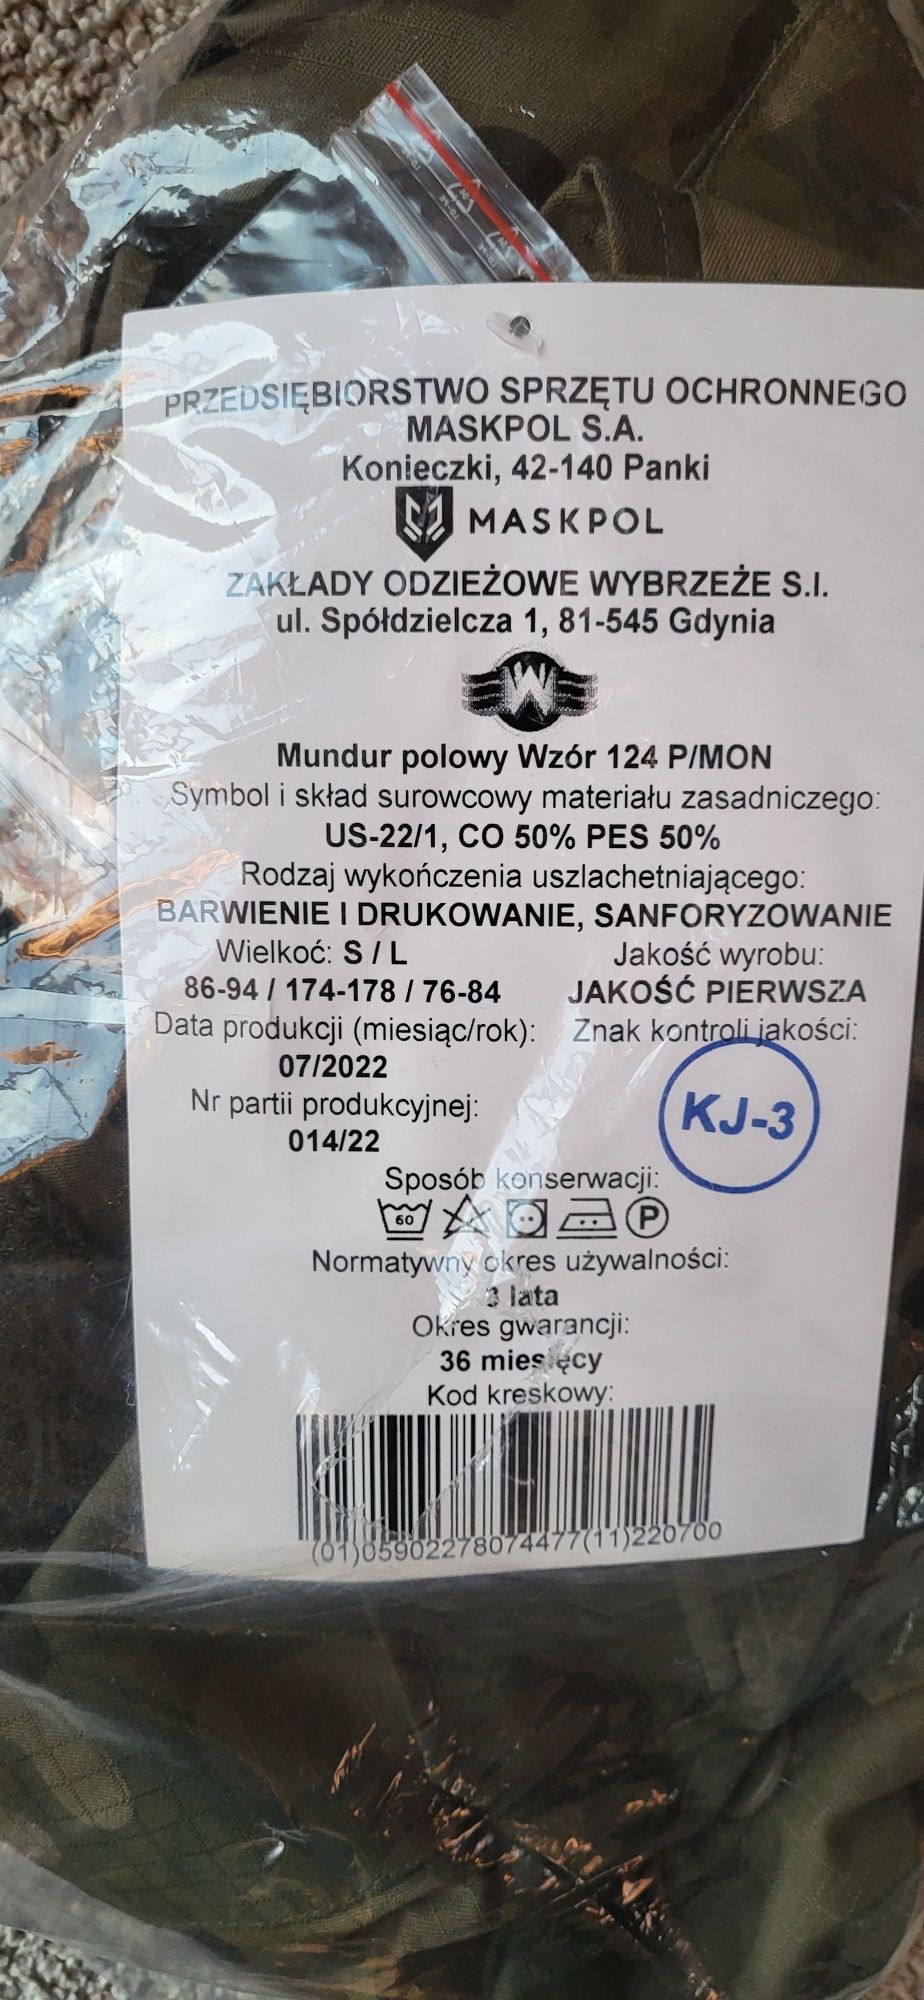 PRZEDSIĘBIORSTWO SPRZĘTU OCHRONNEGO
MASKPOL S.A.
Konieczki, 42-140 Panki
MASKPOL
ZAKŁADY ODZIEŻOWE WYBRZEŻE S.I.
ul. Spółdzielcza 1, 81-545 Gdynia
W
Mundur polowy Wzór 124 P/MON
Symbol i skład surowcowy materiału zasadniczego:
US-22/1, CO 50% PES 50%
Rodzaj wykończenia uszlachetniającego:
BARWIENIE I DRUKOWANIE, SANFORYZOWANIE
Wielkoć: S / L
86-94 / 174-178 / 76-84
Jakość wyrobu:
JAKOŚĆ PIERWSZA
Data produkcji (miesiąc/rok):
07/2022
Znak kontroli jakości:
KJ-3
Nr partii produkcyjnej:
014/22
Sposób konserwacji:
60
P
Normatywny okres używalności:
3 lata
Okres gwarancji:
36 miesięcy
Kod kreskowy:
(01)05902278074477(11)220700